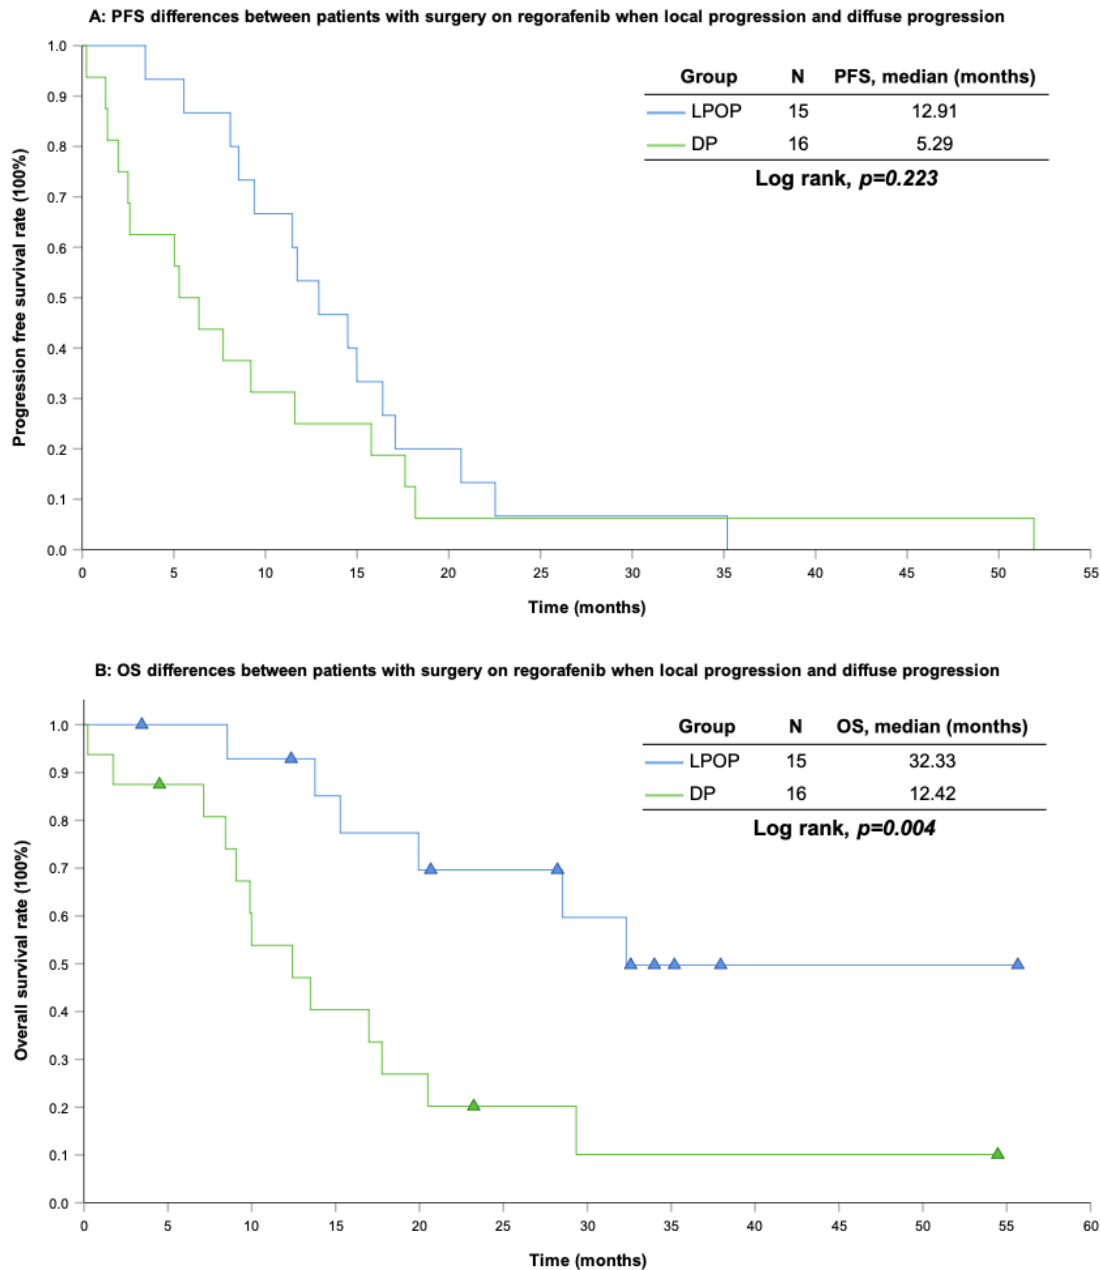 A: PFS differences between patients with surgery on regorafenib when local progression and diffuse progression
Progression free survival rate (100%)
1.0
0.9
0.8
0.7
0.6
0.5
0.4
0.3
0.2
0.1
0.0
Group N PFS, median (months)
LPOP 15 12.91
DP 16 5.29
Log rank, p=0.223
0 5 10 15 20 25 30 35 40 45 50 55
Time (months)
B: OS differences between patients with surgery on regorafenib when local progression and diffuse progression
Overall survival rate (100%)
1.0
0.9
0.8
0.7
0.6
0.5
0.4
0.3
0.2
0.1
0.0
Group N OS, median (months)
LPOP 15 32.33
DP 16 12.42
Log rank, p=0.004
0 5 10 15 20 25 30 35 40 45 50 55 60
Time (months)